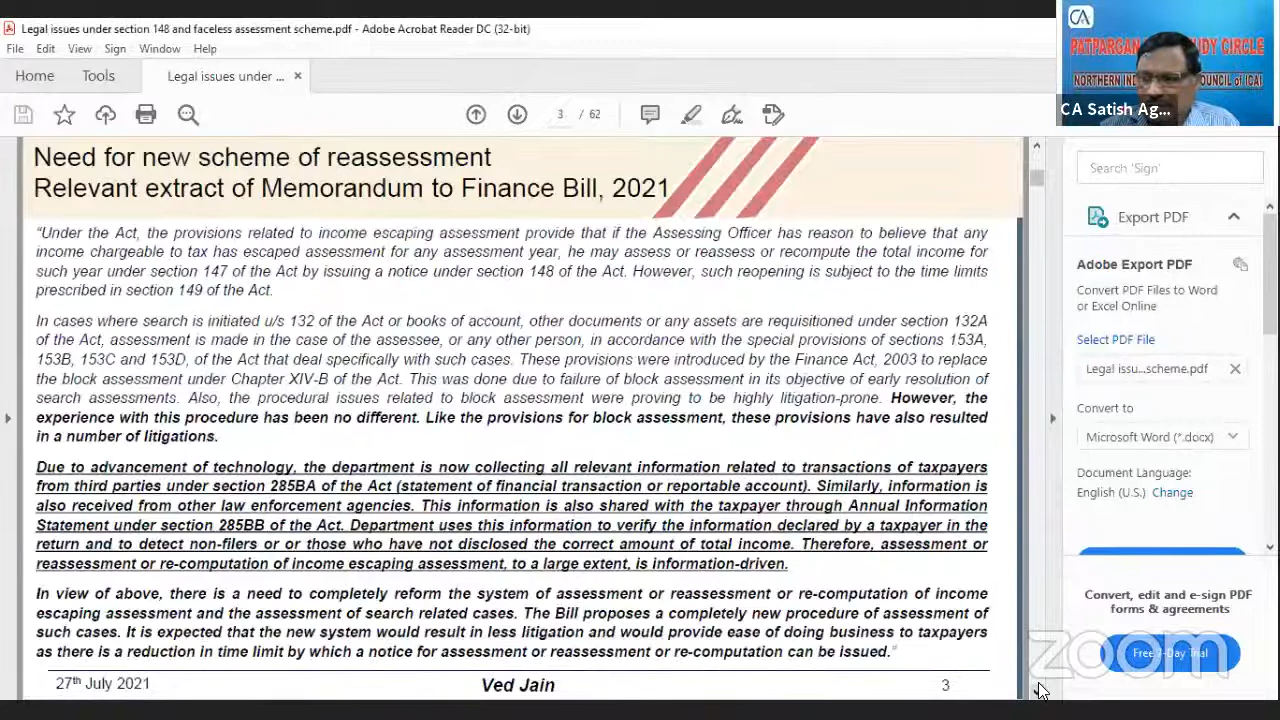 Legal issues under section 148 and faceless assessment scheme.pdf - Adobe Acrobat Reader DC (32-bit)
File Edit View Sign Window Help
Home Tools Legal issues under ... ×
3 / 62
CA
PATPARGAN UDY CIRCLE
NORTHERN IND OUNCIL of ICAI
CA Satish Ag...
Need for new scheme of reassessment
Relevant extract of Memorandum to Finance Bill, 2021
“Under the Act, the provisions related to income escaping assessment provide that if the Assessing Officer has reason to believe that any
income chargeable to tax has escaped assessment for any assessment year, he may assess or reassess or recompute the total income for
such year under section 147 of the Act by issuing a notice under section 148 of the Act. However, such reopening is subject to the time limits
prescribed in section 149 of the Act.
In cases where search is initiated u/s 132 of the Act or books of account, other documents or any assets are requisitioned under section 132A
of the Act, assessment is made in the case of the assessee, or any other person, in accordance with the special provisions of sections 153A,
153B, 153C and 153D, of the Act that deal specifically with such cases. These provisions were introduced by the Finance Act, 2003 to replace
the block assessment under Chapter XIV-B of the Act. This was done due to failure of block assessment in its objective of early resolution of
search assessments. Also, the procedural issues related to block assessment were proving to be highly litigation-prone. However, the
experience with this procedure has been no different. Like the provisions for block assessment, these provisions have also resulted
in a number of litigations.
Due to advancement of technology, the department is now collecting all relevant information related to transactions of taxpayers
from third parties under section 285BA of the Act (statement of financial transaction or reportable account). Similarly, information is
also received from other law enforcement agencies. This information is also shared with the taxpayer through Annual Information
Statement under section 285BB of the Act. Department uses this information to verify the information declared by a taxpayer in the
return and to detect non-filers or or those who have not disclosed the correct amount of total income. Therefore, assessment or
reassessment or re-computation of income escaping assessment, to a large extent, is information-driven.
In view of above, there is a need to completely reform the system of assessment or reassessment or re-computation of income
escaping assessment and the assessment of search related cases. The Bill proposes a completely new procedure of assessment of
such cases. It is expected that the new system would result in less litigation and would provide ease of doing business to taxpayers
as there is a reduction in time limit by which a notice for assessment or reassessment or re-computation can be issued.”
27th July 2021 Ved Jain 3
Search 'Sign'
Export PDF
Adobe Export PDF
Convert PDF Files to Word
or Excel Online
Select PDF File
Legal issu...scheme.pdf ×
Convert to
Microsoft Word (*.docx)
Document Language:
English (U.S.) Change
Convert, edit and e-sign PDF
forms & agreements
Free 7-Day Trial
zoom